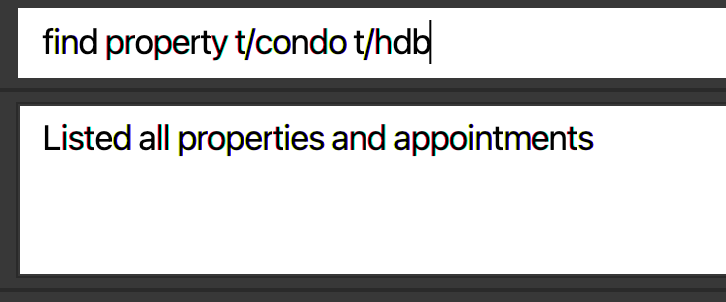 find property t/condo t/hdb
Listed all properties and appointments